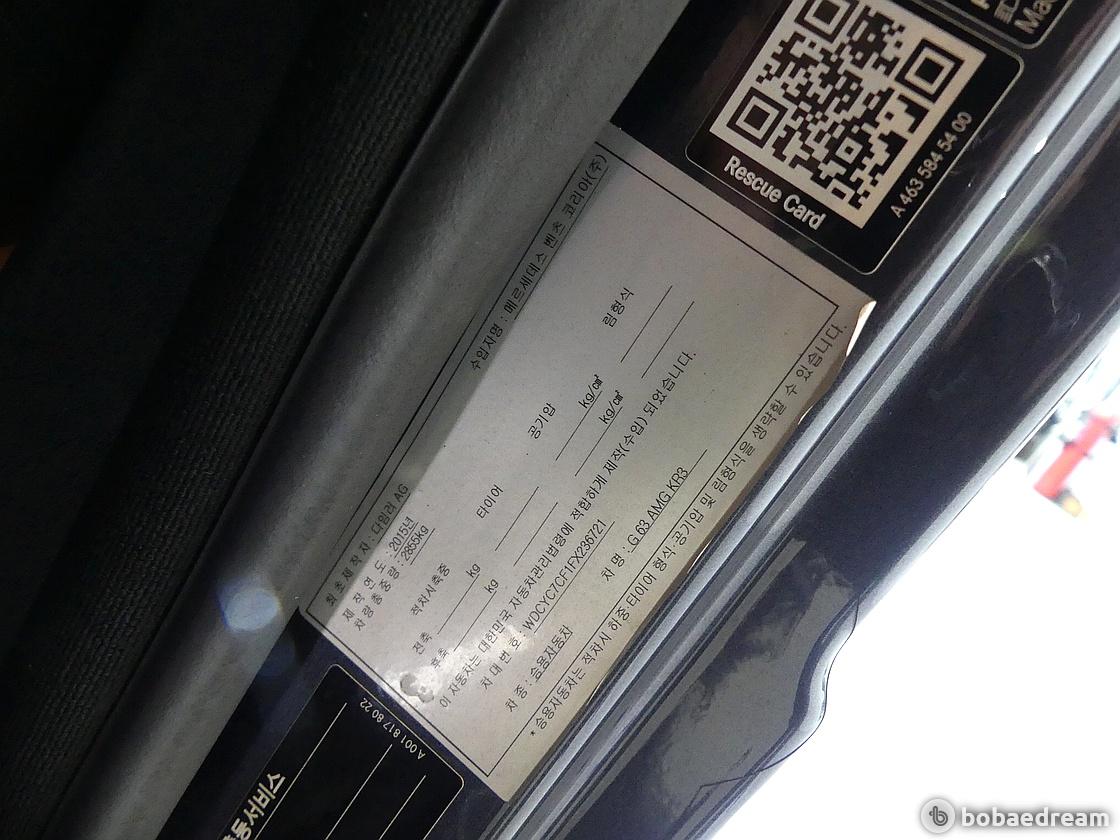 Rescue Card
A 463 584 54 00
최초제작자 : 다임러 AG 수입자명 : 메르세데스 벤츠 코리아(주)
제작연도 : 2015년
차량총중량 : 2855kg
적차시축중 타이어 공기압 림형식
전축 kg kg/㎠
후축 kg kg/㎠
이 자동차는 대한민국 자동차관리법령에 적합하게 제작(수입) 되었습니다.
차대번호 : WDCYC7CF1FX236721
차종 : 승용자동차 차명 : G 63 AMG KR3
* 승용자동차는 적차시 하중 타이어 형식 공기압 및 림형식을 생략할 수 있습니다.
A 001 817 80 22
동서비스
bobaedream